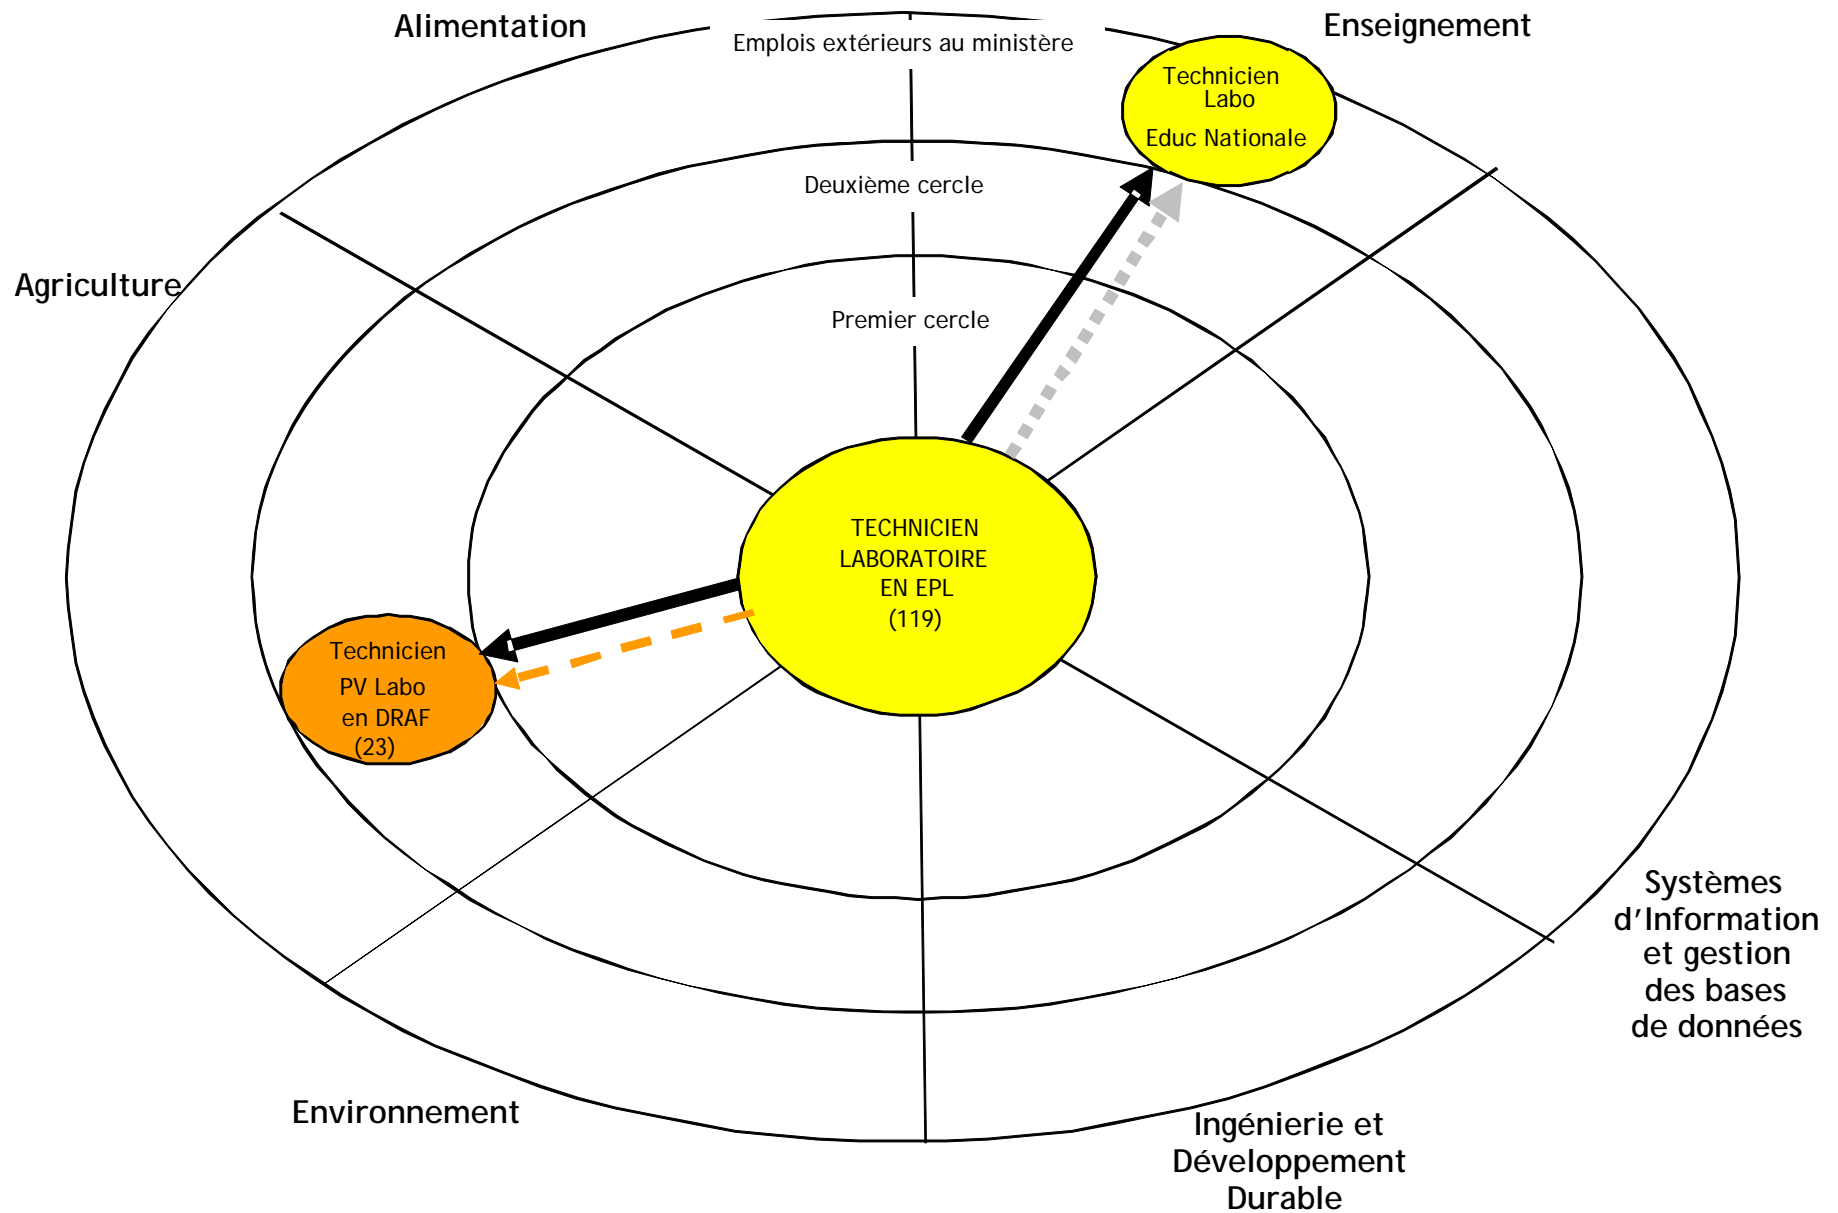 Alimentation
Enseignement
Emplois extérieurs au ministère
Technicien
Labo
Educ Nationale
Deuxième cercle
Agriculture
Premier cercle
TECHNICIEN
LABORATOIRE
EN EPL
(119)
Technicien
PV Labo
en DRAF
(23)
Systèmes
d'Information
et gestion
des bases
de données
Environnement
Ingénierie et
Développement
Durable